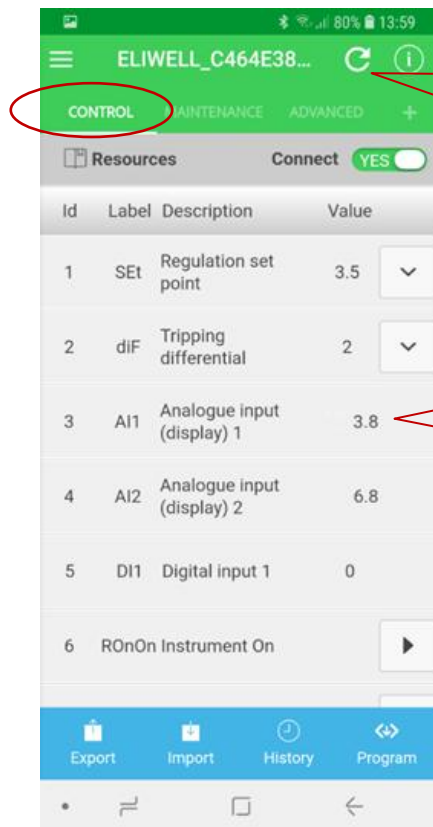 80% 13:59
ELIWELL_C464E38...
CONTROL MAINTENANCE ADVANCED +
Resources Connect YES
Id Label Description Value
1 SEt Regulation set point 3.5
2 diF Tripping differential 2
3 AI1 Analogue input (display) 1 3.8
4 AI2 Analogue input (display) 2 6.8
5 DI1 Digital input 1 0
6 ROnOn Instrument On
Export Import History Program